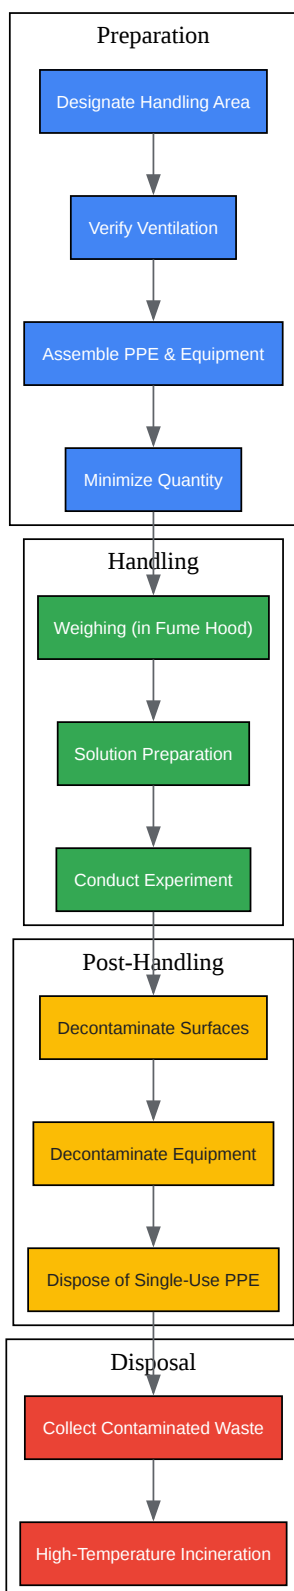 Preparation
Designate Handling Area
Verify Ventilation
Assemble PPE & Equipment
Minimize Quantity
Handling
Weighing (in Fume Hood)
Solution Preparation
Conduct Experiment
Post-Handling
Decontaminate Surfaces
Decontaminate Equipment
Dispose of Single-Use PPE
Disposal
Collect Contaminated Waste
High-Temperature Incineration